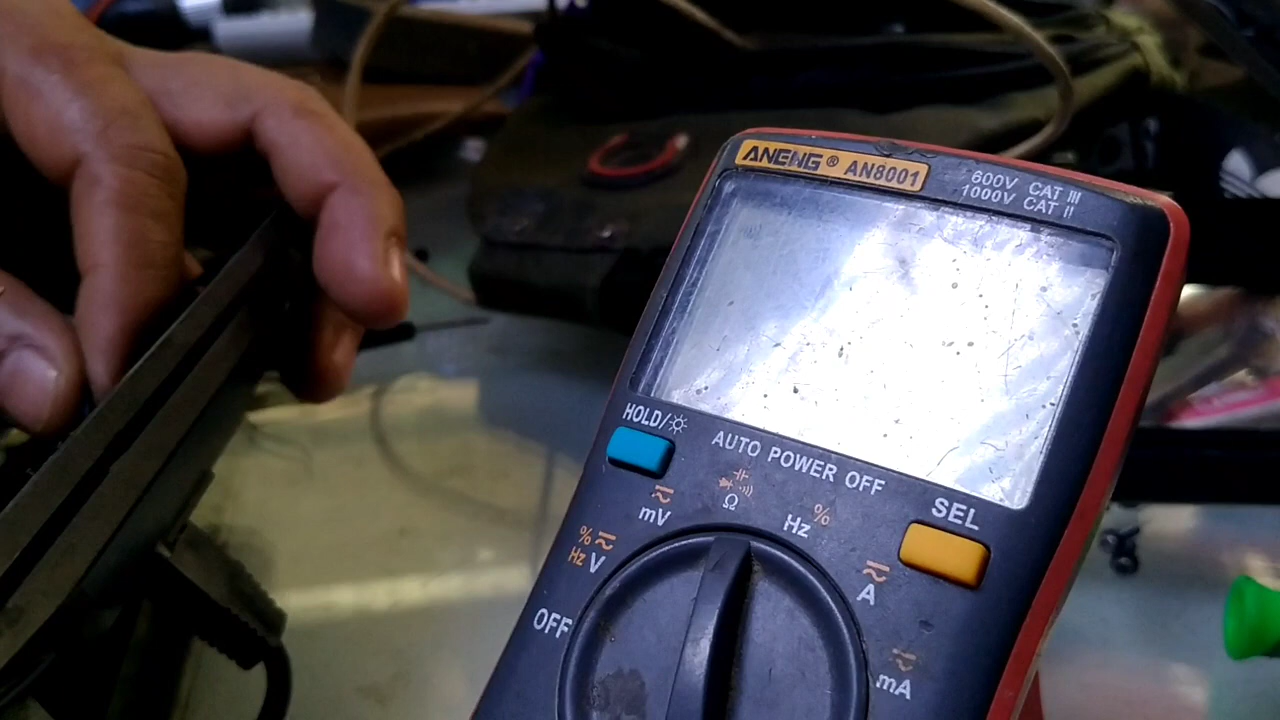 ANENG® AN8001
600V CAT III
1000V CAT II
HOLD/
AUTO POWER OFF
SEL
mV
Ω
Hz %
% Hz V
A
OFF
mA